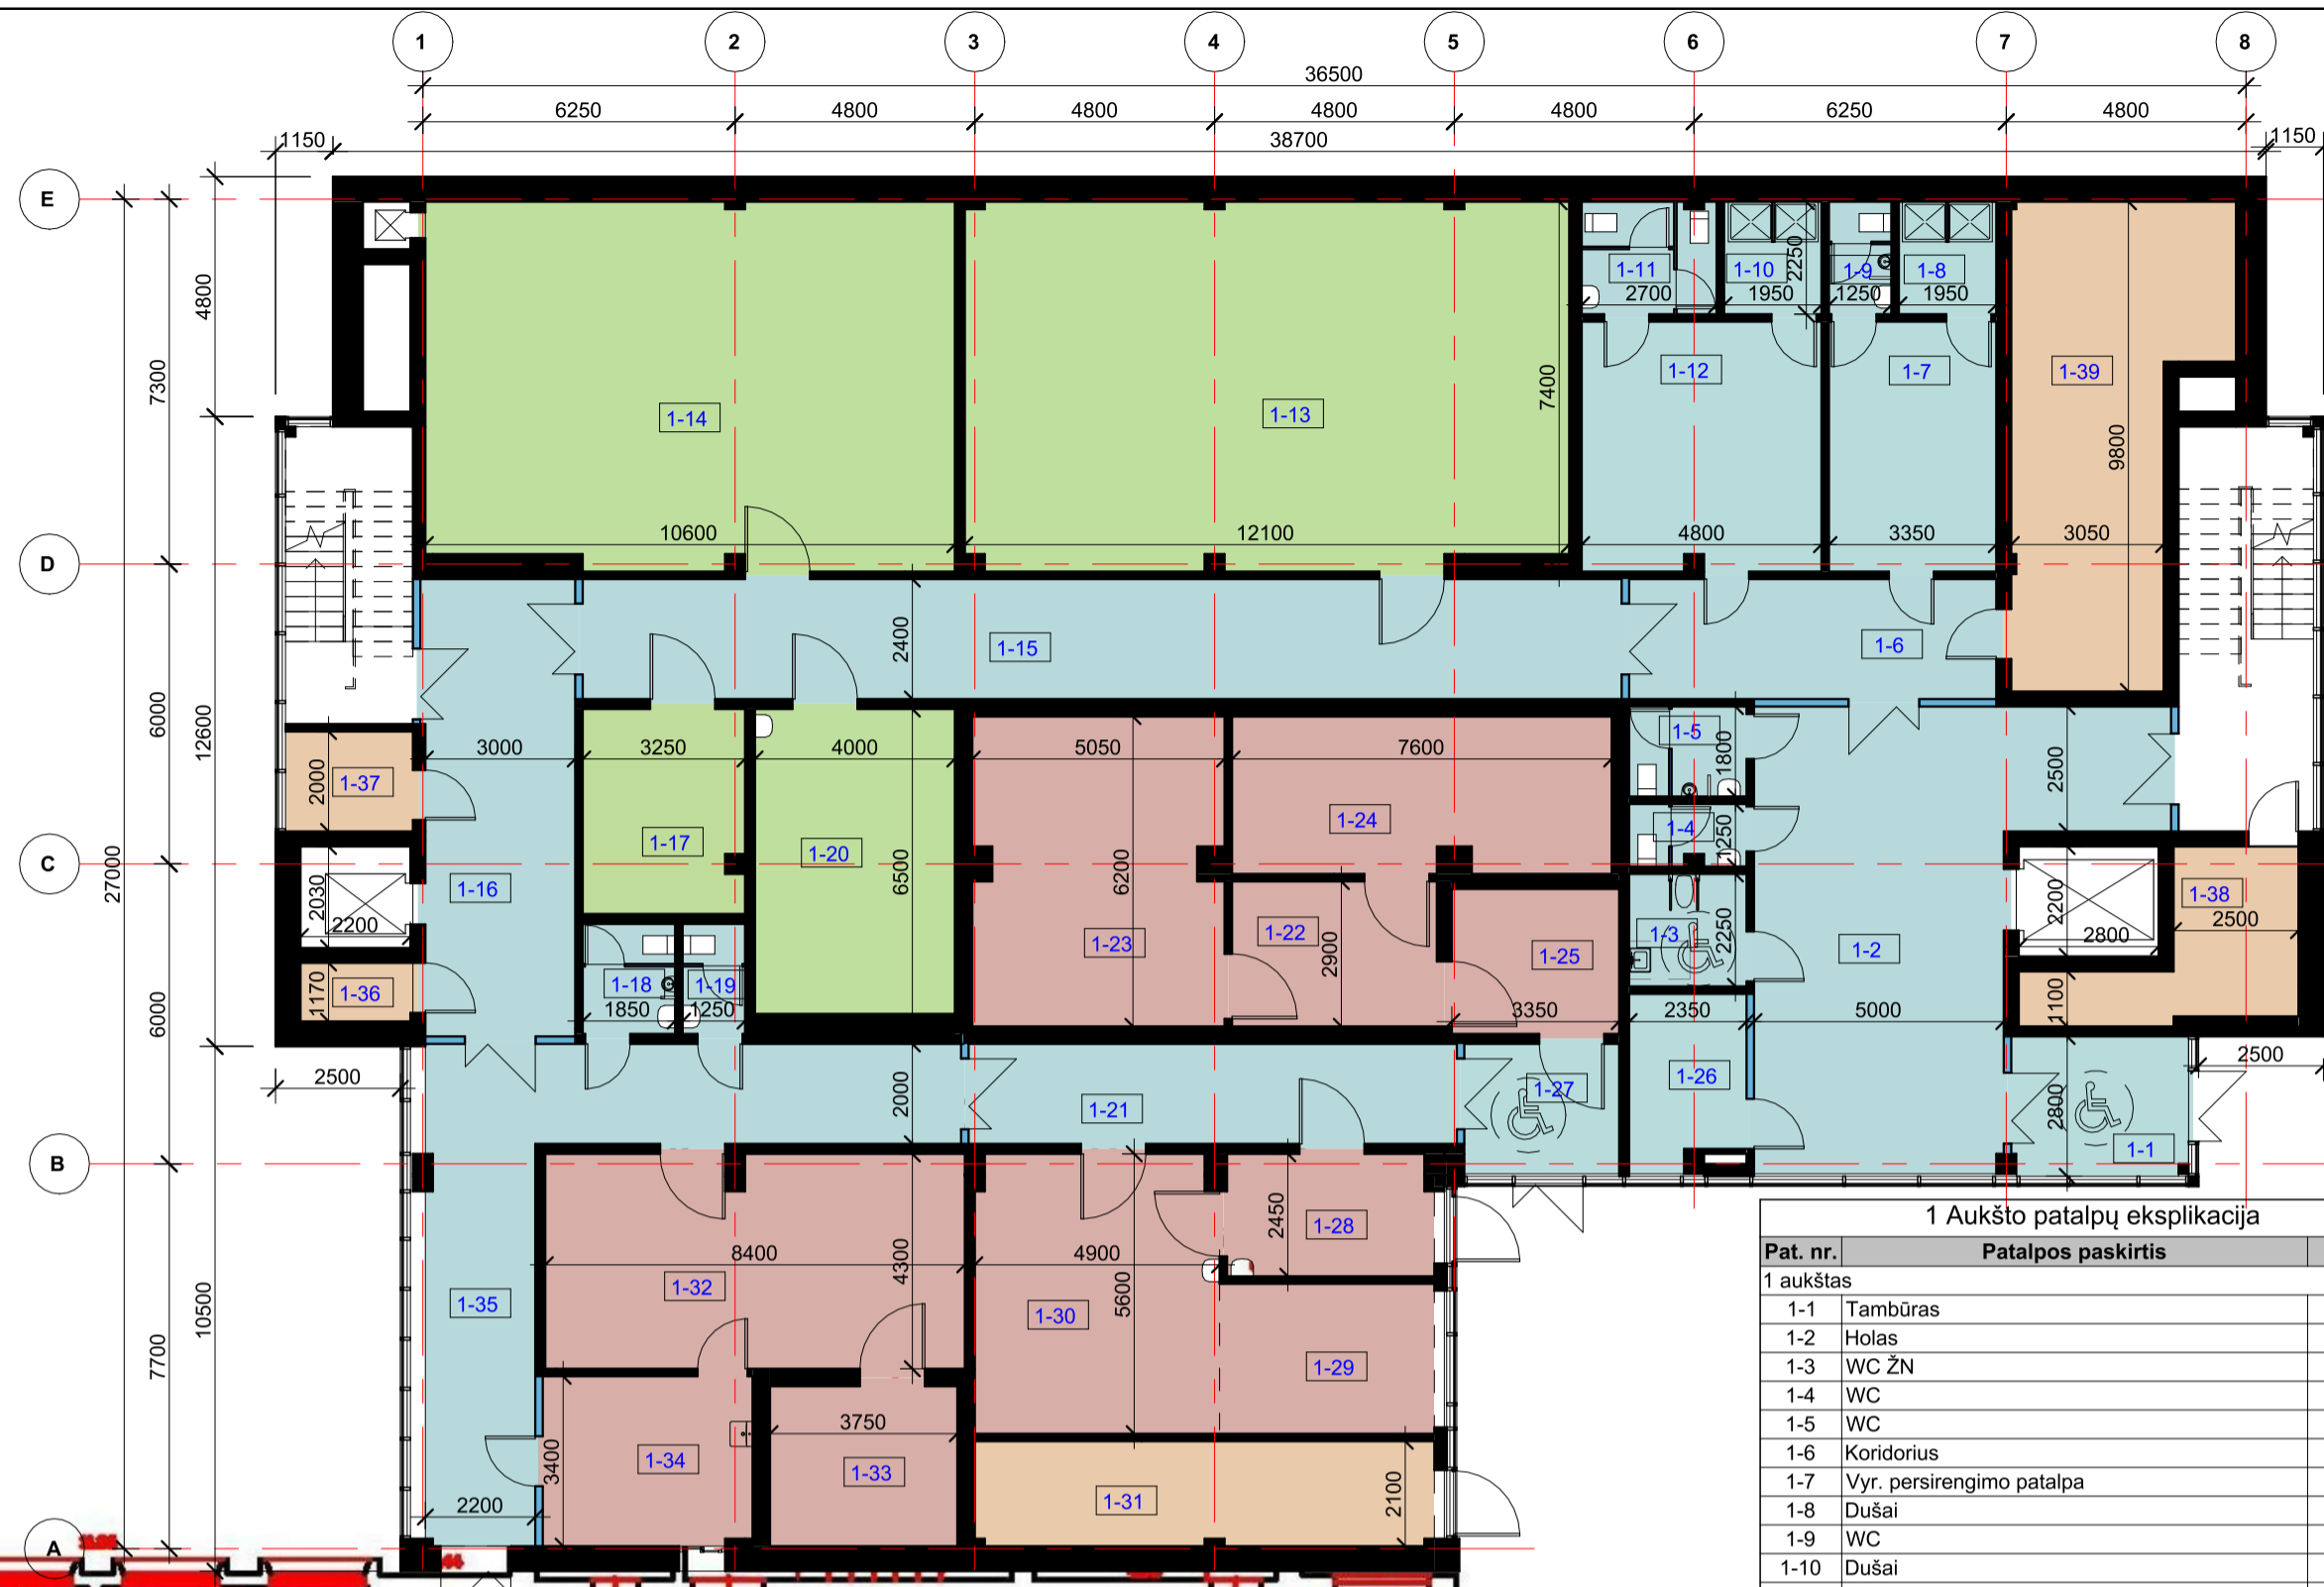 1 2 3 4 5 6 7 8
36500
6250 4800 4800 4800 4800 6250 4800
1150 38700 1150
E
4800
7300
1-11 1-10 2250 1-9 1-8
2700 1950 1250 1950
1-12 1-7 1-39
1-14 1-13 7400
9800
10600 12100 4800 3350 3050
D
2400 1-15 1-6
6000 12600
3000 3250 4000 5050 7600 1-5 1800 2500
2000 1-37
1-24 1-4 1250
1-17 1-20
C
27000
6500 6200
2030 1-16 2200 1-38
2200 1-23 1-22 2900 1-25 1-3 2250 1-2 2800 2500
1170 1-36 1-18 1-19
1850 1250 3350 2350 5000 1100
6000
2500 2000 1-21 1-27 1-26 2800 2500
1-1
B
2450 1-28
8400 4300 4900
1-32 5600
1-35 1-30
10500
7700 1-29
3750
3400 1-34 1-33
2200 1-31 2100
A
1 Aukšto patalpų eksplikacija
Pat. nr. Patalpos paskirtis
1 aukštas
1-1 Tambūras
1-2 Holas
1-3 WC ŽN
1-4 WC
1-5 WC
1-6 Koridorius
1-7 Vyr. persirengimo patalpa
1-8 Dušai
1-9 WC
1-10 Dušai